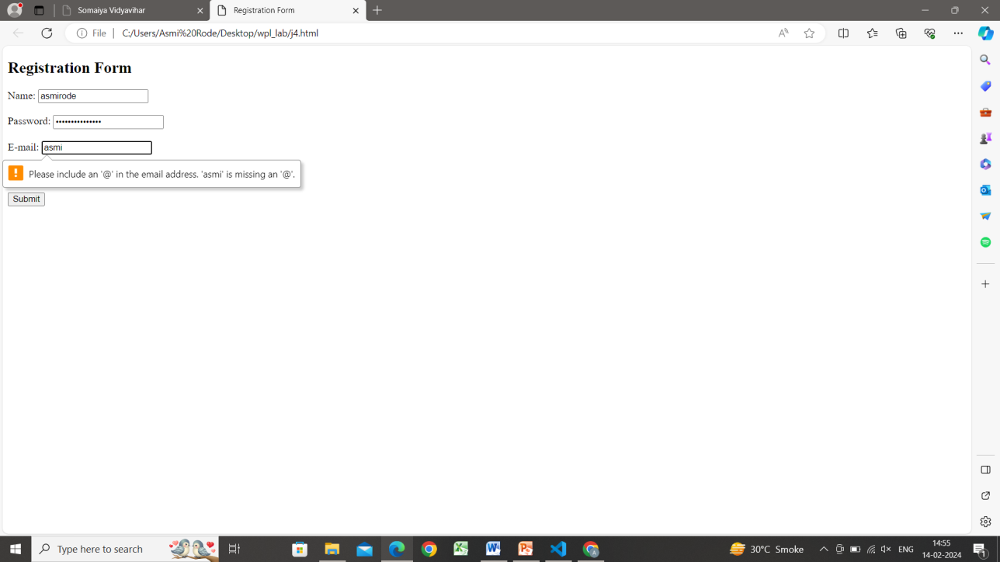 Somaiya Vidyavihar
Registration Form
File
C:/Users/Asmi%20Rode/Desktop/wpl_lab/j4.html
Registration Form
Name: asmirode
Password: •••••••••••••••
E-mail: asmi
Please include an '@' in the email address. 'asmi' is missing an '@'.
Submit
Type here to search
30°C Smoke
ENG
14:55
14-02-2024
1